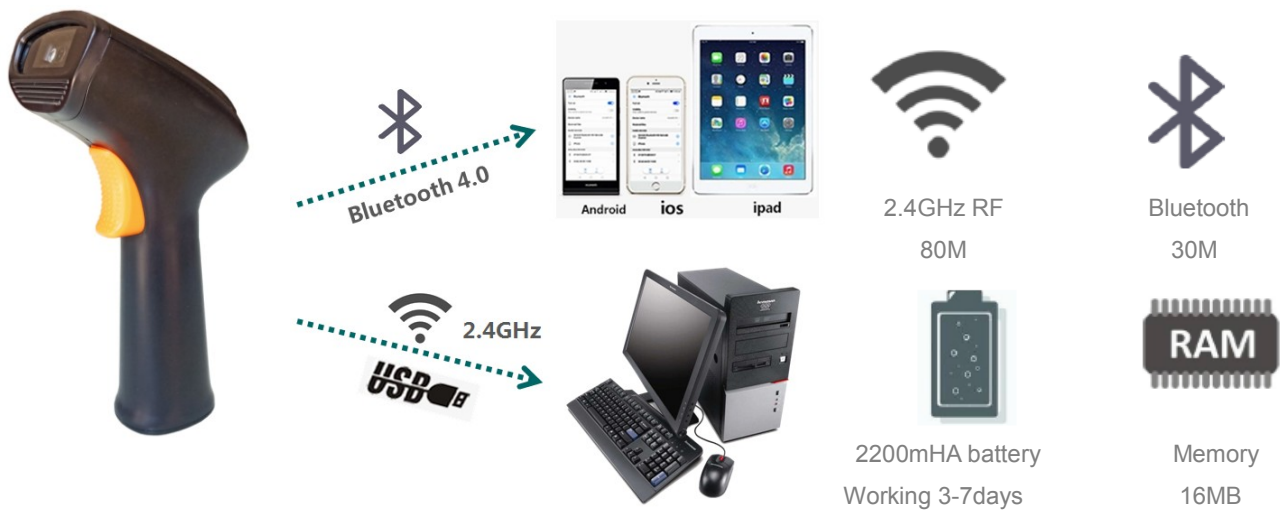 Bluetooth 4.0
Android ios ipad
2.4GHz RF
80M
Bluetooth
30M
2.4GHz
USB
2200mHA battery
Working 3-7days
RAM
Memory
16MB